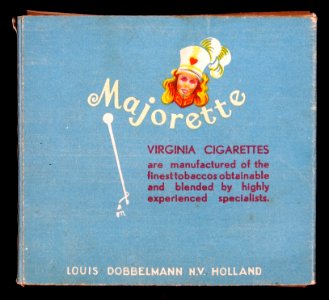 Majorette
VIRGINIA CIGARETTES
are manufactured of the
finest tobaccos obtainable
and blended by highly
experienced specialists.
LOUIS DOBBELMANN N.V. HOLLAND